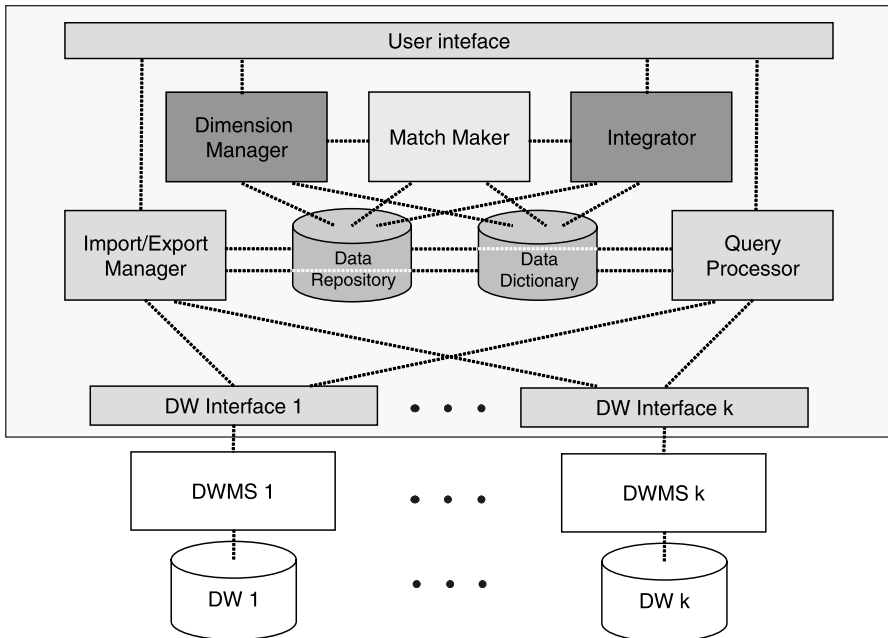 User inteface
Dimension
Manager
Match Maker
Integrator
Import/Export
Manager
Data
Repository
Data
Dictionary
Query
Processor
DW Interface 1
DW Interface k
DWMS 1
DWMS k
DW 1
DW k